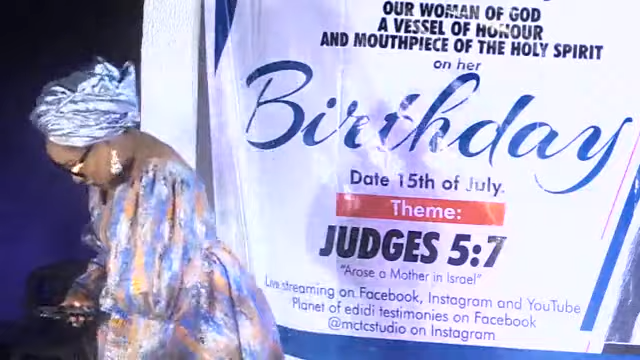 OUR WOMAN OF GOD
A VESSEL OF HONOUR
AND MOUTHPIECE OF THE HOLY SPIRIT
on her
Birthday
Date 15th of July.
Theme:
JUDGES 5:7
"Arose a Mother in Israel"
Live streaming on Facebook, Instagram and YouTube
Planet of edidi testimonies on Facebook
@mctcstudio on Instagram